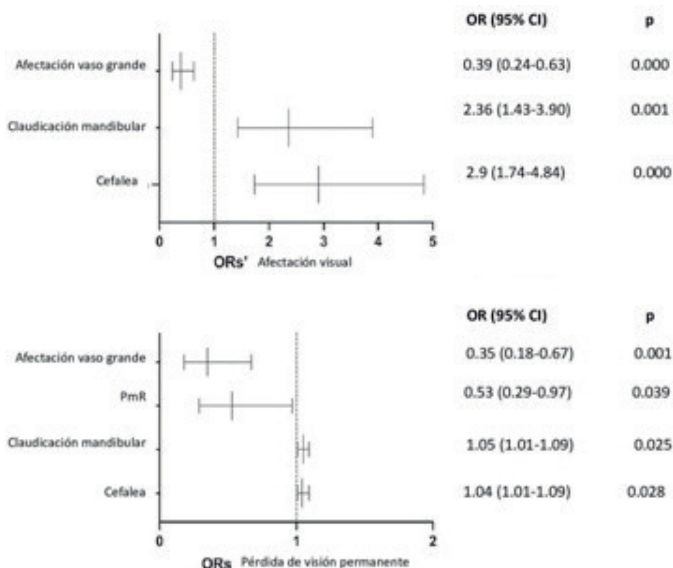 OR (95% CI) p
Afectación vaso grande 0.39 (0.24-0.63) 0.000
Claudicación mandibular 2.36 (1.43-3.90) 0.001
Cefalea 2.9 (1.74-4.84) 0.000
0 1 2 3 4 5
ORs' Afectación visual
OR (95% CI) p
Afectación vaso grande 0.35 (0.18-0.67) 0.001
PmR 0.53 (0.29-0.97) 0.039
Claudicación mandibular 1.05 (1.01-1.09) 0.025
Cefalea 1.04 (1.01-1.09) 0.028
0 1 2
ORs Pérdida de visión permanente